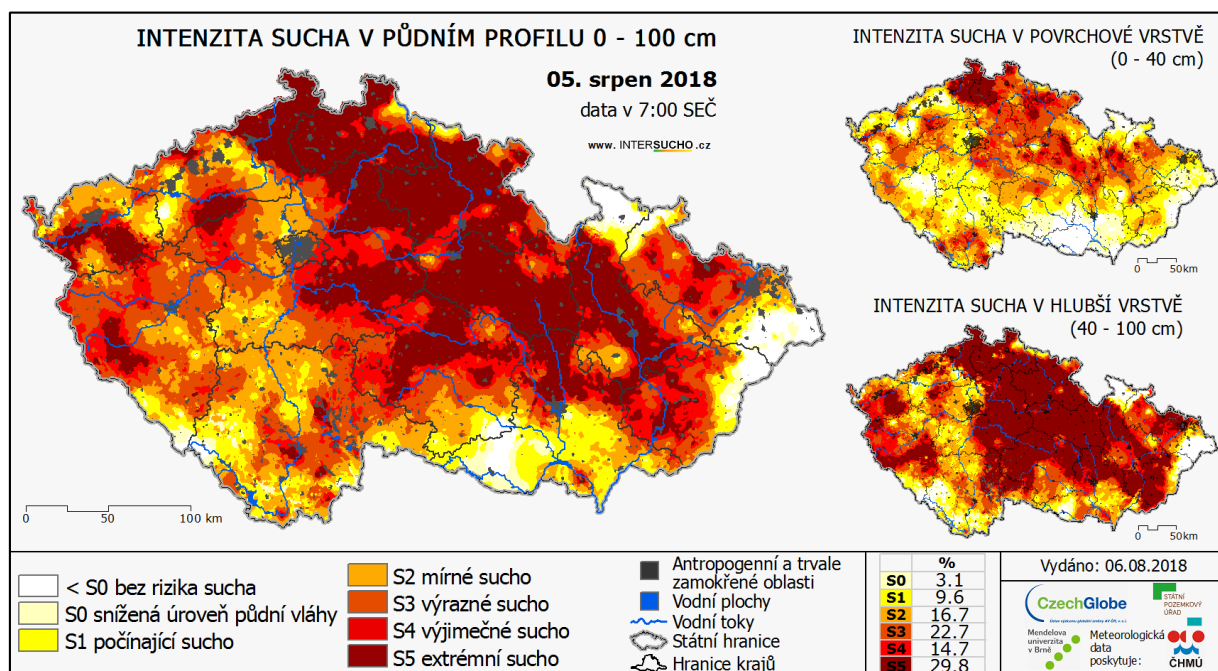 INTENZITA SUCHA V PŮDNÍM PROFILU 0 - 100 cm
05. srpen 2018
data v 7:00 SEČ
www. INTERSUCHO .cz
0 50 100 km
INTENZITA SUCHA V POVRCHOVÉ VRSTVĚ
(0 - 40 cm)
0 50km
INTENZITA SUCHA V HLUBŠÍ VRSTVĚ
(40 - 100 cm)
0 50km
< S0 bez rizika sucha
S0 snížená úroveň půdní vláhy
S1 počínající sucho
S2 mírné sucho
S3 výrazné sucho
S4 výjimečné sucho
S5 extrémní sucho
Antropogenní a trvale
zamokřené oblasti
Vodní plochy
Vodní toky
Státní hranice
Hranice krajů
%
S0 3.1
S1 9.6
S2 16.7
S3 22.7
S4 14.7
S5 29.8
Vydáno: 06.08.2018
CzechGlobe
STÁTNÍ
POZEMKOVÝ
ÚŘAD
Mendelova
univerzita
v Brně
Meteorologická
data
poskytuje:
ČHMÚ